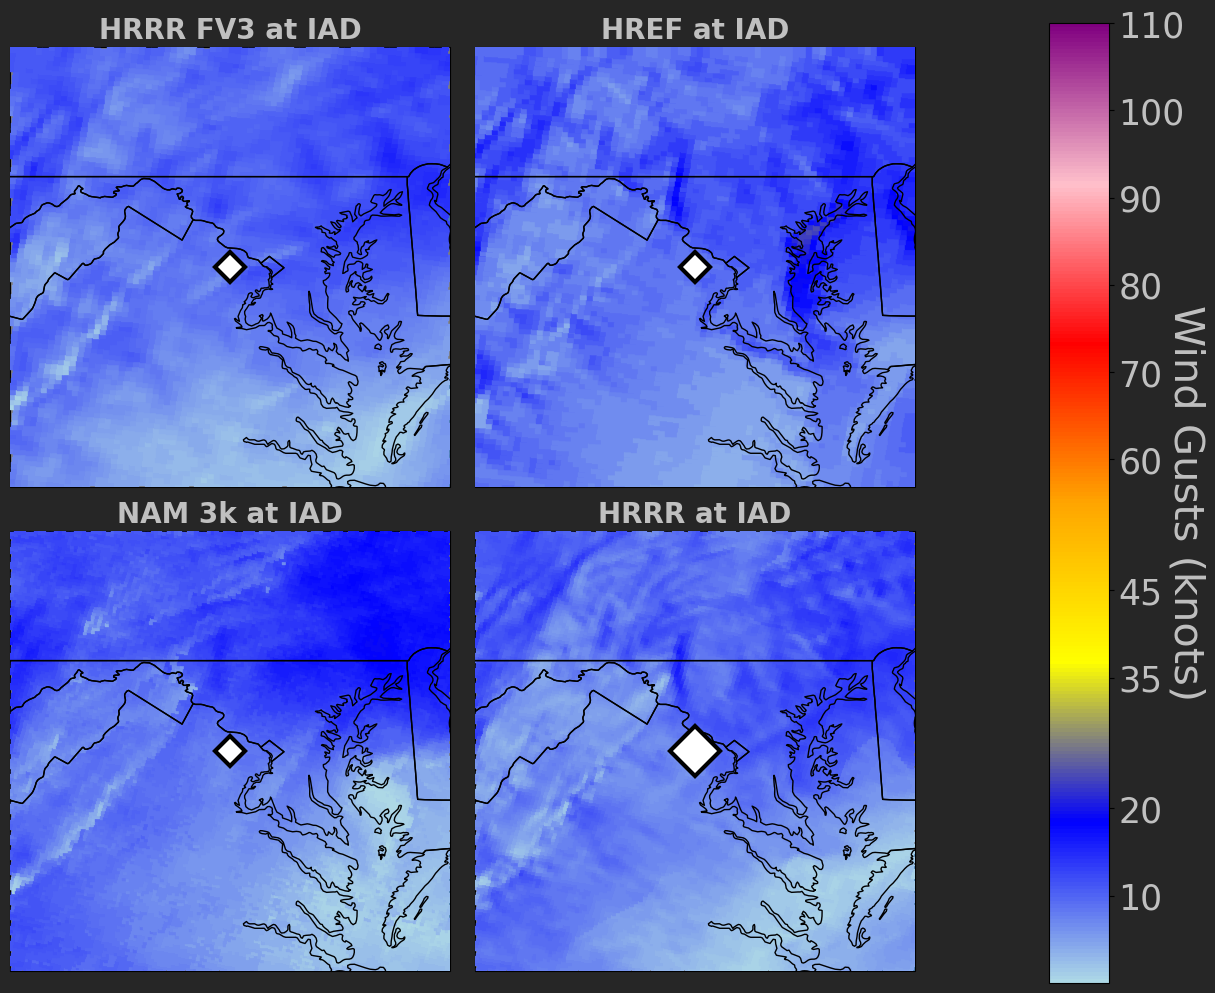 HRRR FV3 at IAD
HREF at IAD
NAM 3k at IAD
HRRR at IAD
110
100
90
80
70
60
45
35
20
10
Wind Gusts (knots)